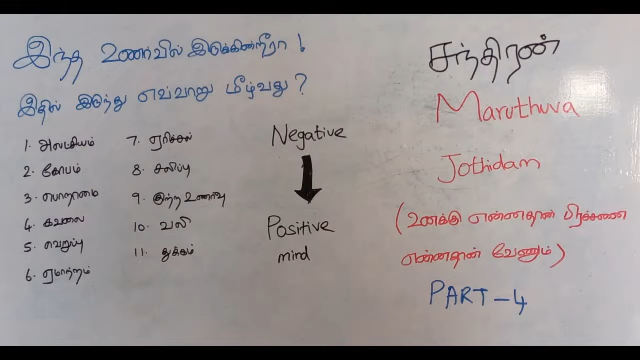 இந்த உணர்வில் இருக்கின்றீரா !
இதில் இருந்து எவ்வாறு மீழ்வது ?
1. அலட்சியம்
2. கோபம்
3. பொறாமை
4. கவலை
5. வெறுப்பு
6. ஏமாற்றம்
7. எரிச்சல்
8. சலிப்பு
9. குற்ற உணர்வு
10. வலி
11. துக்கம்
Negative
Positive
mind
சந்திரன்
Maruthuva
Jothidam
(உனக்கு என்னதான் பிரச்சனை
என்னதான் வேணும்)
PART-4